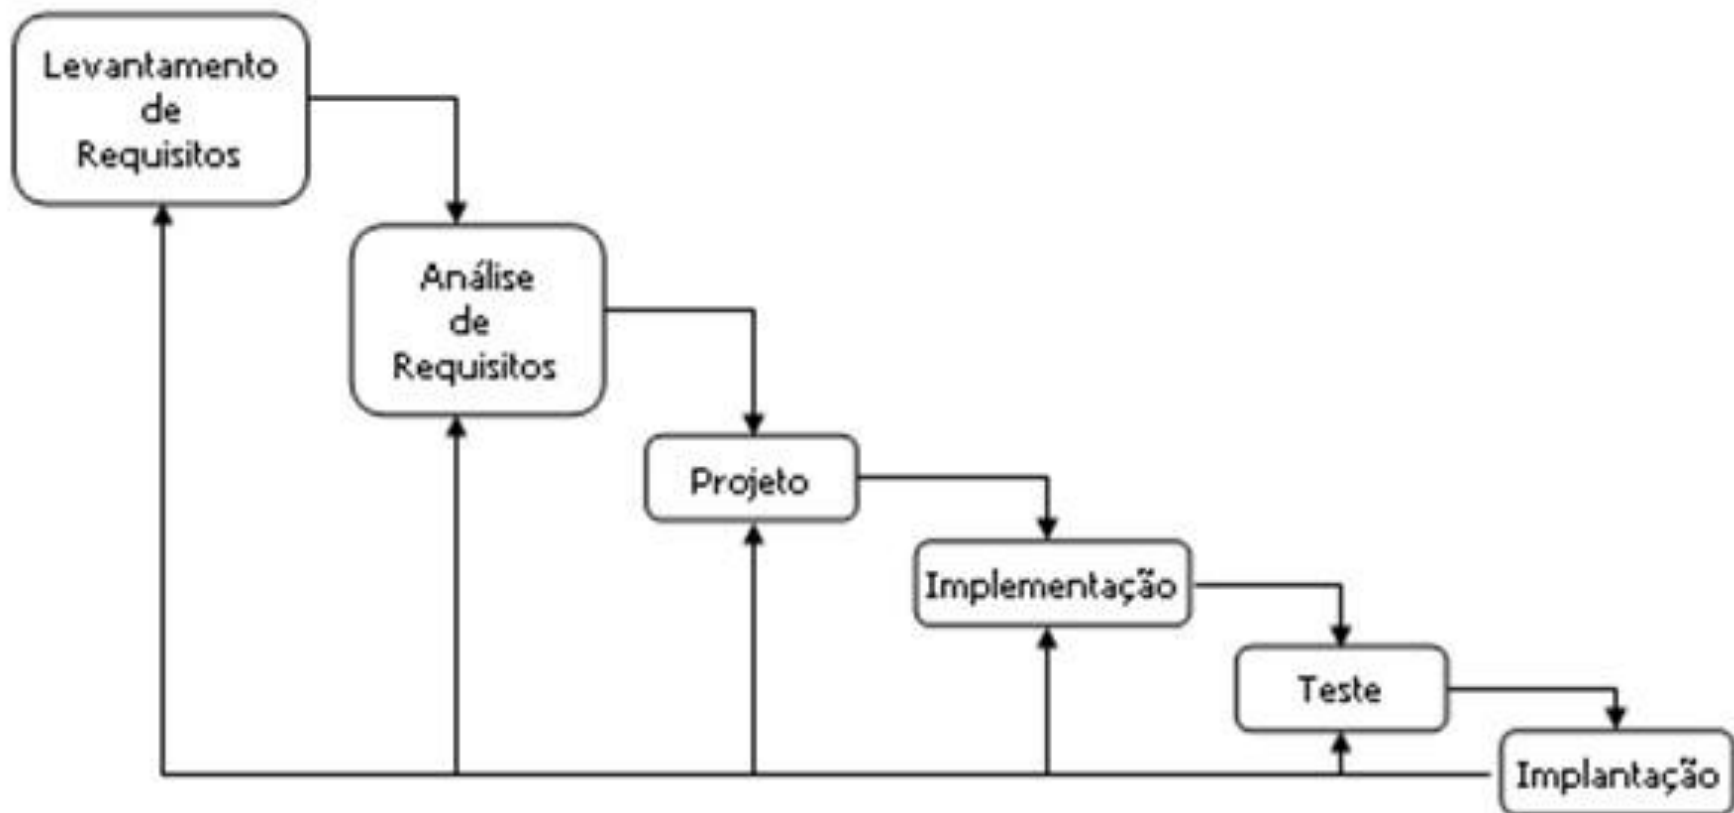 Levantamento
de
Requisitos
Análise
de
Requisitos
Projeto
Implementação
Teste
Implantação